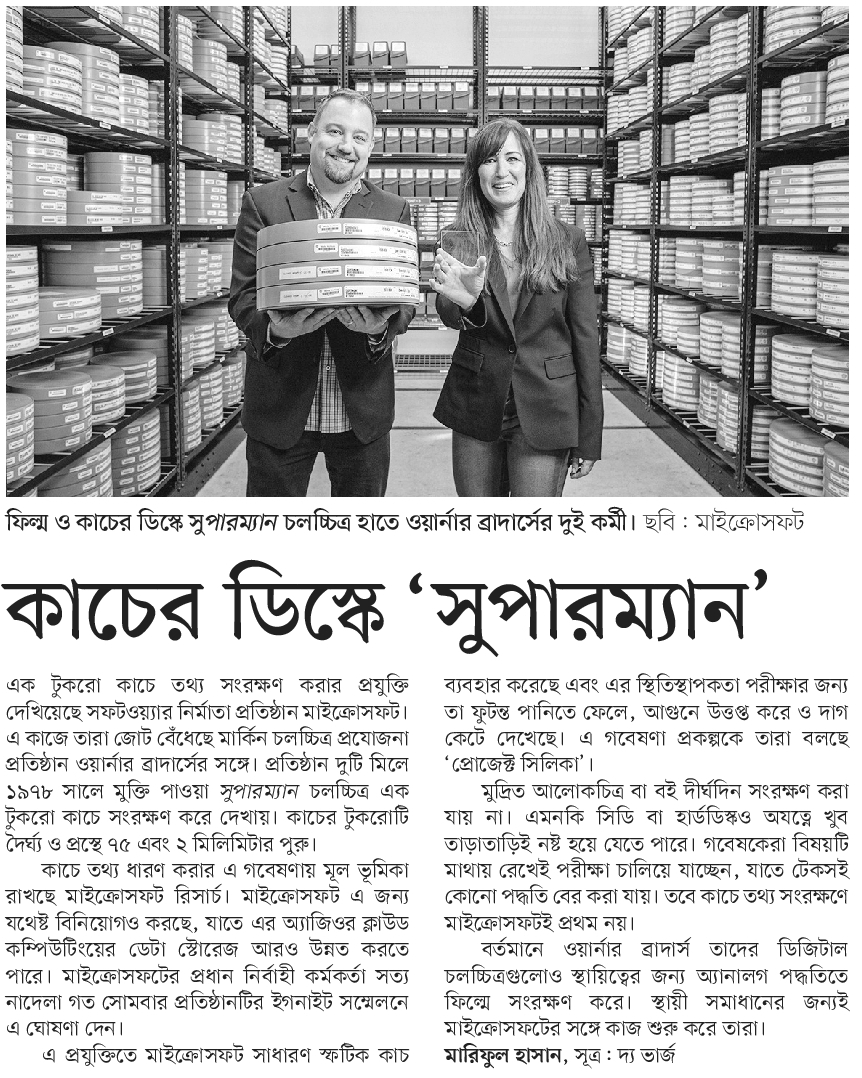 ফিল্ম ও কাচের ডিস্কে সুপারম্যান চলচ্চিত্র হাতে ওয়ার্নার ব্রাদার্সের দুই কর্মী। ছবি : মাইক্রোসফট
কাচের ডিস্কে ‘সুপারম্যান’
এক টুকরো কাচে তথ্য সংরক্ষণ করার প্রযুক্তি
দেখিয়েছে সফটওয়্যার নির্মাতা প্রতিষ্ঠান মাইক্রোসফট।
এ কাজে তারা জোট বেঁধেছে মার্কিন চলচ্চিত্র প্রযোজনা
প্রতিষ্ঠান ওয়ার্নার ব্রাদার্সের সঙ্গে। প্রতিষ্ঠান দুটি মিলে
১৯৭৮ সালে মুক্তি পাওয়া সুপারম্যান চলচ্চিত্র এক
টুকরো কাচে সংরক্ষণ করে দেখায়। কাচের টুকরোটি
দৈর্ঘ্য ও প্রস্থে ৭৫ এবং ২ মিলিমিটার পুরু।
কাচে তথ্য ধারণ করার এ গবেষণায় মূল ভূমিকা
রাখছে মাইক্রোসফট রিসার্চ। মাইক্রোসফট এ জন্য
যথেষ্ট বিনিয়োগও করছে, যাতে এর অ্যাজিওর ক্লাউড
কম্পিউটিংয়ের ডেটা স্টোরেজ আরও উন্নত করতে
পারে। মাইক্রোসফটের প্রধান নির্বাহী কর্মকর্তা সত্য
নাদেলা গত সোমবার প্রতিষ্ঠানটির ইগনাইট সম্মেলনে
এ ঘোষণা দেন।
এ প্রযুক্তিতে মাইক্রোসফট সাধারণ স্ফটিক কাচ
ব্যবহার করেছে এবং এর স্থিতিস্থাপকতা পরীক্ষার জন্য
তা ফুটন্ত পানিতে ফেলে, আগুনে উত্তপ্ত করে ও দাগ
কেটে দেখেছে। এ গবেষণা প্রকল্পকে তারা বলছে
‘প্রোজেক্ট সিলিকা’।
মুদ্রিত আলোকচিত্র বা বই দীর্ঘদিন সংরক্ষণ করা
যায় না। এমনকি সিডি বা হার্ডডিস্কও অযত্নে খুব
তাড়াতাড়িই নষ্ট হয়ে যেতে পারে। গবেষকেরা বিষয়টি
মাথায় রেখেই পরীক্ষা চালিয়ে যাচ্ছেন, যাতে টেকসই
কোনো পদ্ধতি বের করা যায়। তবে কাচে তথ্য সংরক্ষণে
মাইক্রোসফটই প্রথম নয়।
বর্তমানে ওয়ার্নার ব্রাদার্স তাদের ডিজিটাল
চলচ্চিত্রগুলোও স্থায়িত্বের জন্য অ্যানালগ পদ্ধতিতে
ফিল্মে সংরক্ষণ করে। স্থায়ী সমাধানের জন্যই
মাইক্রোসফটের সঙ্গে কাজ শুরু করে তারা।
মারিফুল হাসান, সূত্র : দ্য ভার্জ